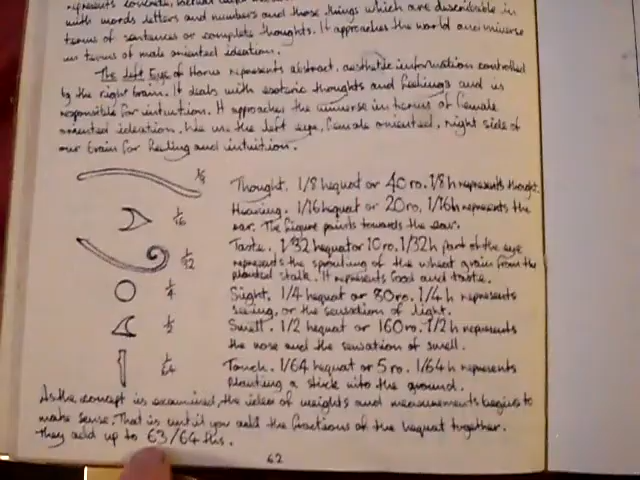 represents concrete,
with words letters and numbers and those things which are describable in
terms of sentences or complete thoughts. It approaches the world and universe
in terms of male oriented ideation.
The Left Eye of Horus represents abstract, aesthetic information controlled
by the right brain. It deals with esoteric thoughts and feelings and is
responsible for intuition. It approaches the universe in terms of female
oriented ideation. We use the left eye, female oriented, right side of
our brain for feeling and intuition.
1/8 Thought. 1/8 hequat or 40 ro. 1/8 h represents thought.
1/16 Hearing. 1/16 hequat or 20 ro. 1/16 h represents the
ear. The figure points towards the ear.
1/32 Taste. 1/32 hequat or 10 ro. 1/32 h part of the eye
represents the sprouting of the wheat grain from the
planted stalk. It represents food and taste.
1/4 Sight. 1/4 hequat or 80 ro. 1/4 h represents
seeing, or the sensation of light.
1/2 Smell. 1/2 hequat or 160 ro. 1/2 h represents
the nose and the sensation of smell.
1/64 Touch. 1/64 hequat or 5 ro. 1/64 h represents
planting a stick into the ground.
As the concept is examined, the idea of weights and measurements begins to
make sense. That is until you add the fractions of the hequat together.
They add up to 63/64ths.
62